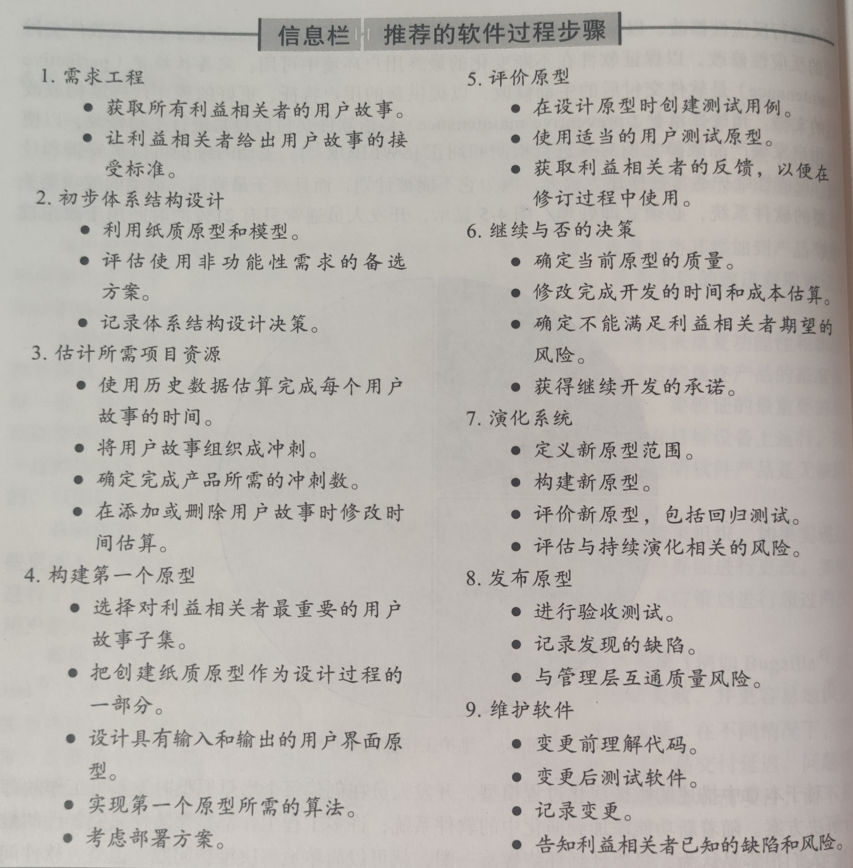 信息栏 推荐的软件过程步骤
1. 需求工程
● 获取所有利益相关者的用户故事。
● 让利益相关者给出用户故事的接
受标准。
2. 初步体系结构设计
● 利用纸质原型和模型。
● 评估使用非功能性需求的备选
方案。
● 记录体系结构设计决策。
3. 估计所需项目资源
● 使用历史数据估算完成每个用户
故事的时间。
● 将用户故事组织成冲刺。
● 确定完成产品所需的冲刺数。
● 在添加或删除用户故事时修改时
间估算。
4. 构建第一个原型
● 选择对利益相关者最重要的用户
故事子集。
● 把创建纸质原型作为设计过程的
一部分。
● 设计具有输入和输出的用户界面原
型。
● 实现第一个原型所需的算法。
● 考虑部署方案。
5. 评价原型
● 在设计原型时创建测试用例。
● 使用适当的用户测试原型。
● 获取利益相关者的反馈，以便在
修订过程中使用。
6. 继续与否的决策
● 确定当前原型的质量。
● 修改完成开发的时间和成本估算。
● 确定不能满足利益相关者期望的
风险。
● 获得继续开发的承诺。
7. 演化系统
● 定义新原型范围。
● 构建新原型。
● 评价新原型，包括回归测试。
● 评估与持续演化相关的风险。
8. 发布原型
● 进行验收测试。
● 记录发现的缺陷。
● 与管理层互通质量风险。
9. 维护软件
● 变更前理解代码。
● 变更后测试软件。
● 记录变更。
● 告知利益相关者已知的缺陷和风险。